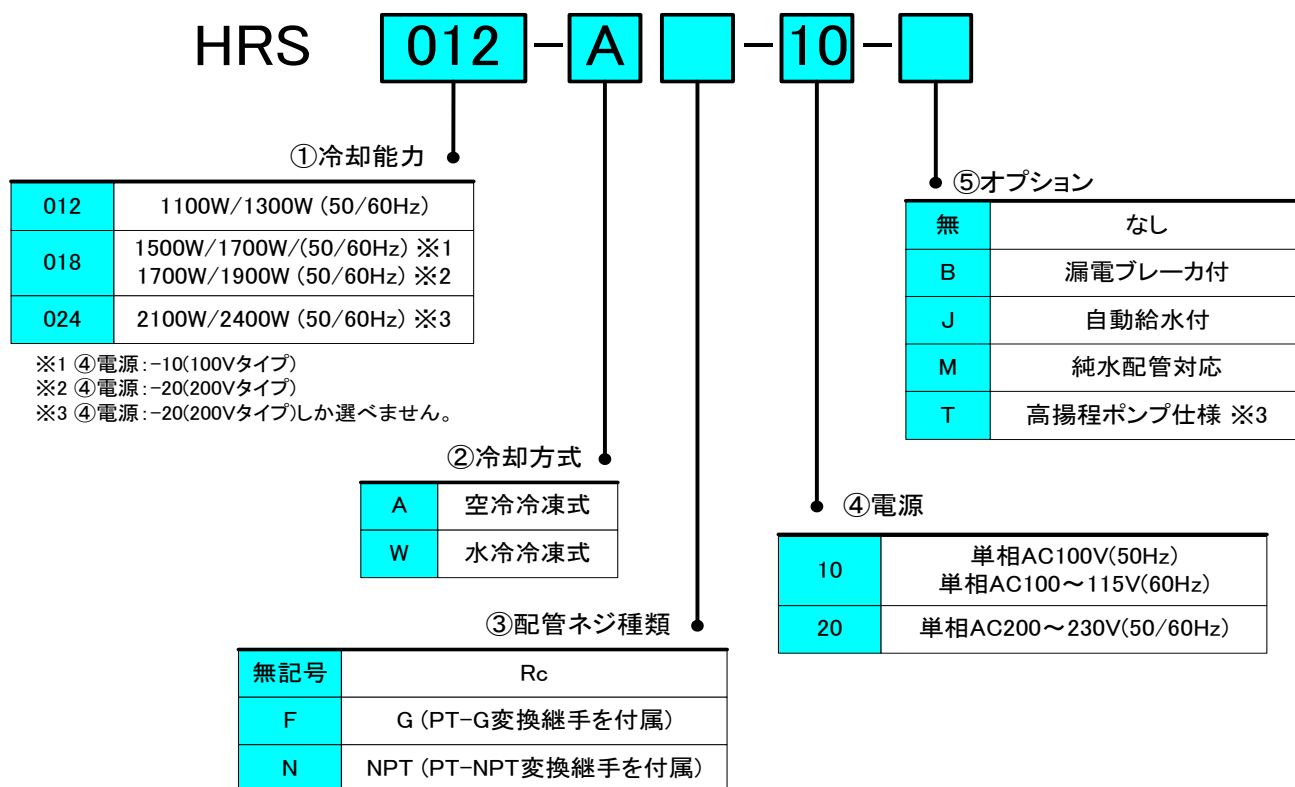 HRS 012-A -10-
①冷却能力
012 1100W/1300W (50/60Hz)
018 1500W/1700W/(50/60Hz) ※1
1700W/1900W (50/60Hz) ※2
024 2100W/2400W (50/60Hz) ※3
※1 ④電源:-10(100Vタイプ)
※2 ④電源:-20(200Vタイプ)
※3 ④電源:-20(200Vタイプ)しか選べません。
⑤オプション
無 なし
B 漏電ブレーカ付
J 自動給水付
M 純水配管対応
T 高揚程ポンプ仕様 ※3
②冷却方式
A 空冷冷凍式
W 水冷冷凍式
④電源
10 単相AC100V(50Hz)
単相AC100~115V(60Hz)
20 単相AC200~230V(50/60Hz)
③配管ネジ種類
無記号 Rc
F G (PT-G変換継手を付属)
N NPT (PT-NPT変換継手を付属)